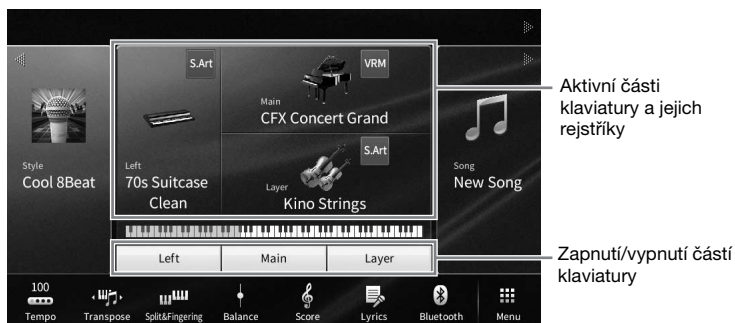 S.Art
VRM
Main
CFX Concert Grand
Aktivní části
klaviatury a jejich
rejstříky
Style
Cool 8Beat
Left
70s Suitcase
Clean
S.Art
Layer
Kino Strings
Song
New Song
Left
Main
Layer
Zapnutí/vypnutí částí
klaviatury
100
Tempo
Transpose
Split&Fingering
Balance
Score
Lyrics
Bluetooth
Menu